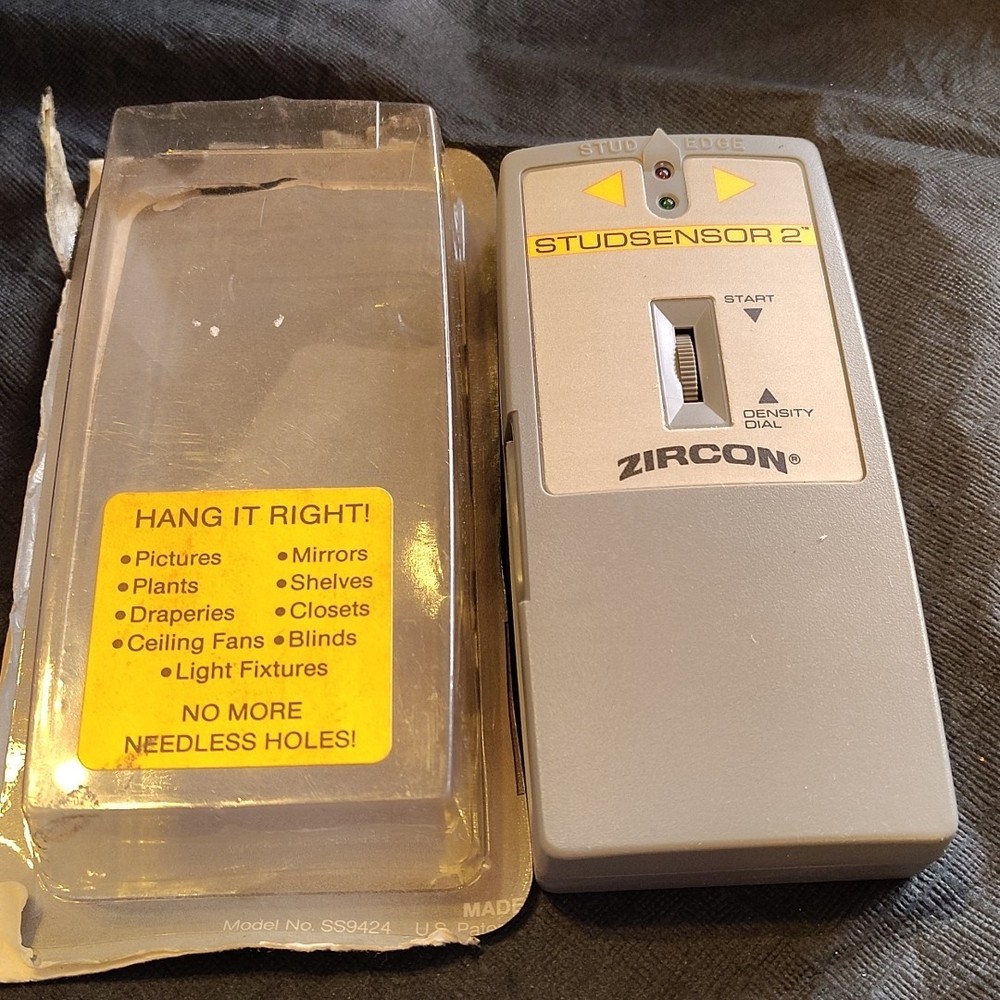 HANG IT RIGHT!
•Pictures •Mirrors
•Plants •Shelves
•Draperies •Closets
•Ceiling Fans •Blinds
•Light Fixtures
NO MORE
NEEDLESS HOLES!
MADE
Model No. SS9424 U.S.
STUD EDGE
STUDSENSOR 2™
START
DENSITY
DIAL
ZIRCON®